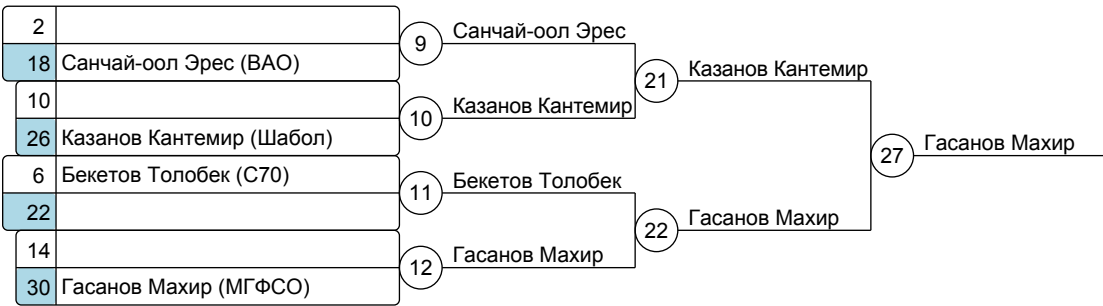 2
18 Санчай-оол Эрес (ВАО)
10
26 Казанов Кантемир (Шабол)
6 Бекетов Толобек (С70)
22
14
30 Гасанов Махир (МГФСО)
9 Санчай-оол Эрес
10 Казанов Кантемир
11 Бекетов Толобек
12 Гасанов Махир
21 Казанов Кантемир
22 Гасанов Махир
27 Гасанов Махир